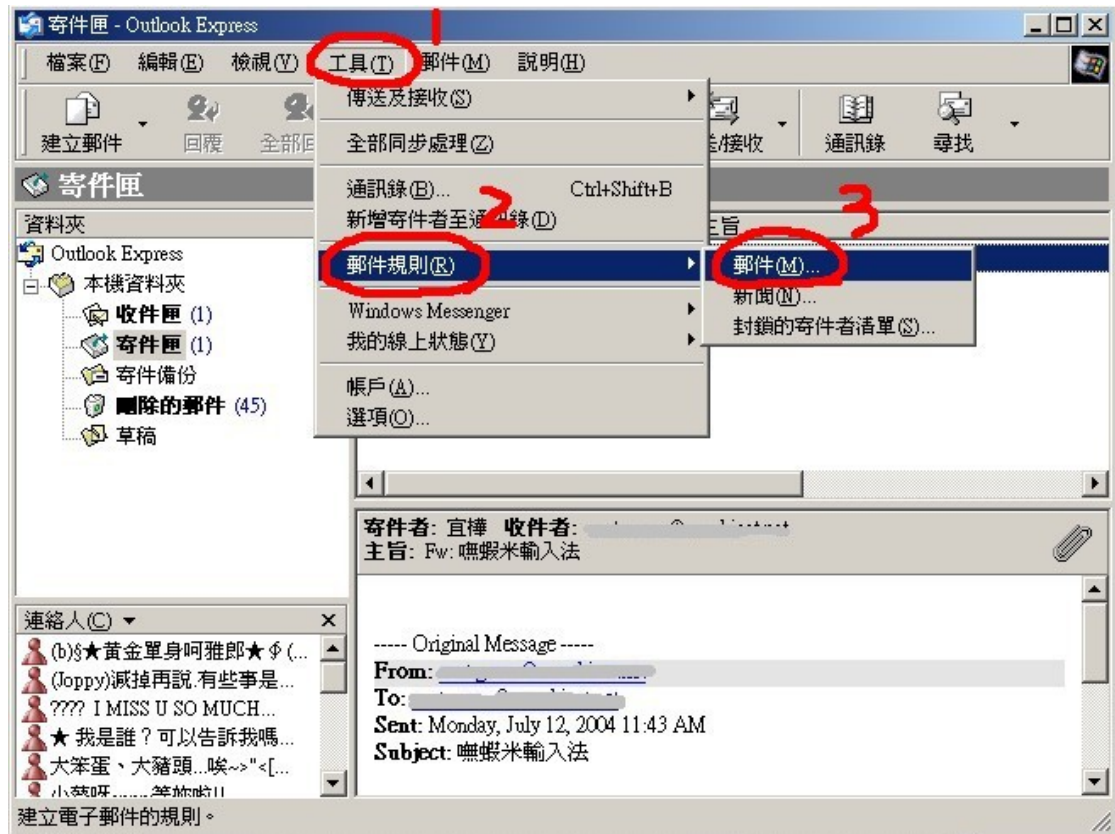 寄件匣 - Outlook Express
1
檔案(F) 編輯(E) 檢視(V) 工具(T) 郵件(M) 說明(H)
建立郵件 回覆 全部回 接收 通訊錄 尋找
傳送及接收(S)
全部同步處理(Z)
通訊錄(B)... Ctrl+Shift+B
新增寄件者至通訊錄(D)
2
郵件規則(R)
Windows Messenger
我的線上狀態(Y)
帳戶(A)...
選項(O)...
3
郵件(M)...
新聞(N)...
封鎖的寄件者清單(S)...
寄件匣
資料夾
主旨
Outlook Express
本機資料夾
收件匣 (1)
寄件匣 (1)
寄件備份
刪除的郵件 (45)
草稿
寄件者: 宜樺 收件者:
主旨: Fw: 嘸蝦米輸入法
----- Original Message -----
From:
To:
Sent: Monday, July 12, 2004 11:43 AM
Subject: 嘸蝦米輸入法
連絡人(C)
(b)§★黃金單身呵雅郎★∮(...
(Joppy)減掉再說.有些事是...
???? I MISS U SO MUCH...
★ 我是誰？可以告訴我嗎...
大笨蛋、大豬頭...唉~>"<[...
建立電子郵件的規則。